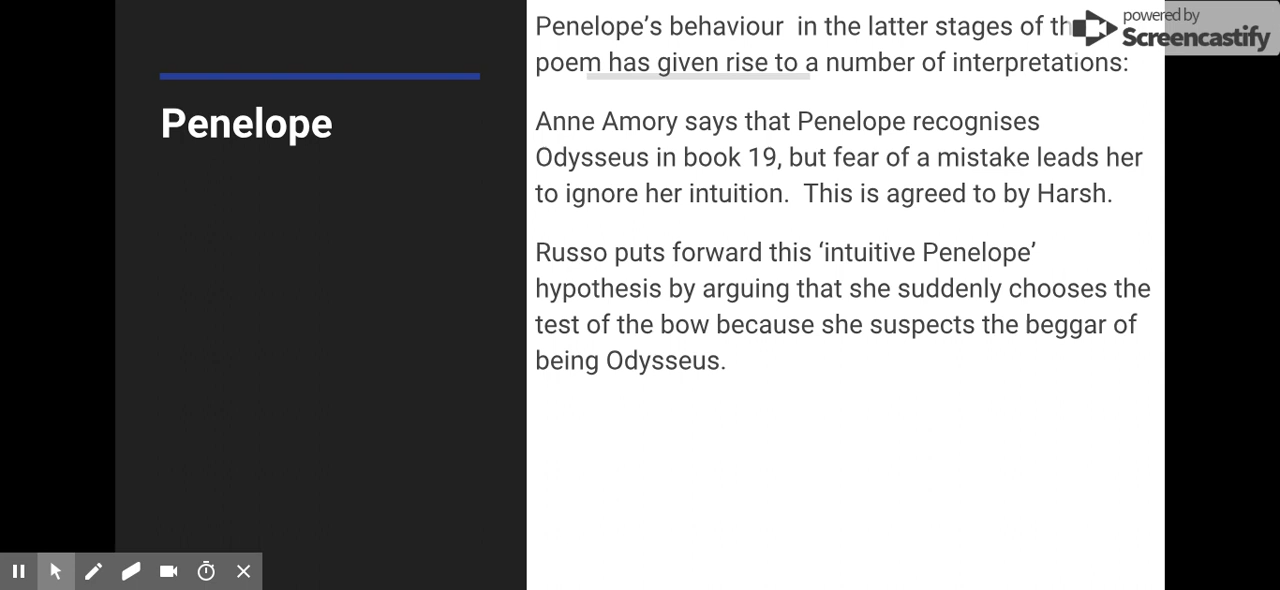 powered by
Screencastify
Penelope
Penelope's behaviour in the latter stages of
poem has given rise to a number of interpretations:
Anne Amory says that Penelope recognises
Odysseus in book 19, but fear of a mistake leads her
to ignore her intuition. This is agreed to by Harsh.
Russo puts forward this ‘intuitive Penelope’
hypothesis by arguing that she suddenly chooses the
test of the bow because she suspects the beggar of
being Odysseus.